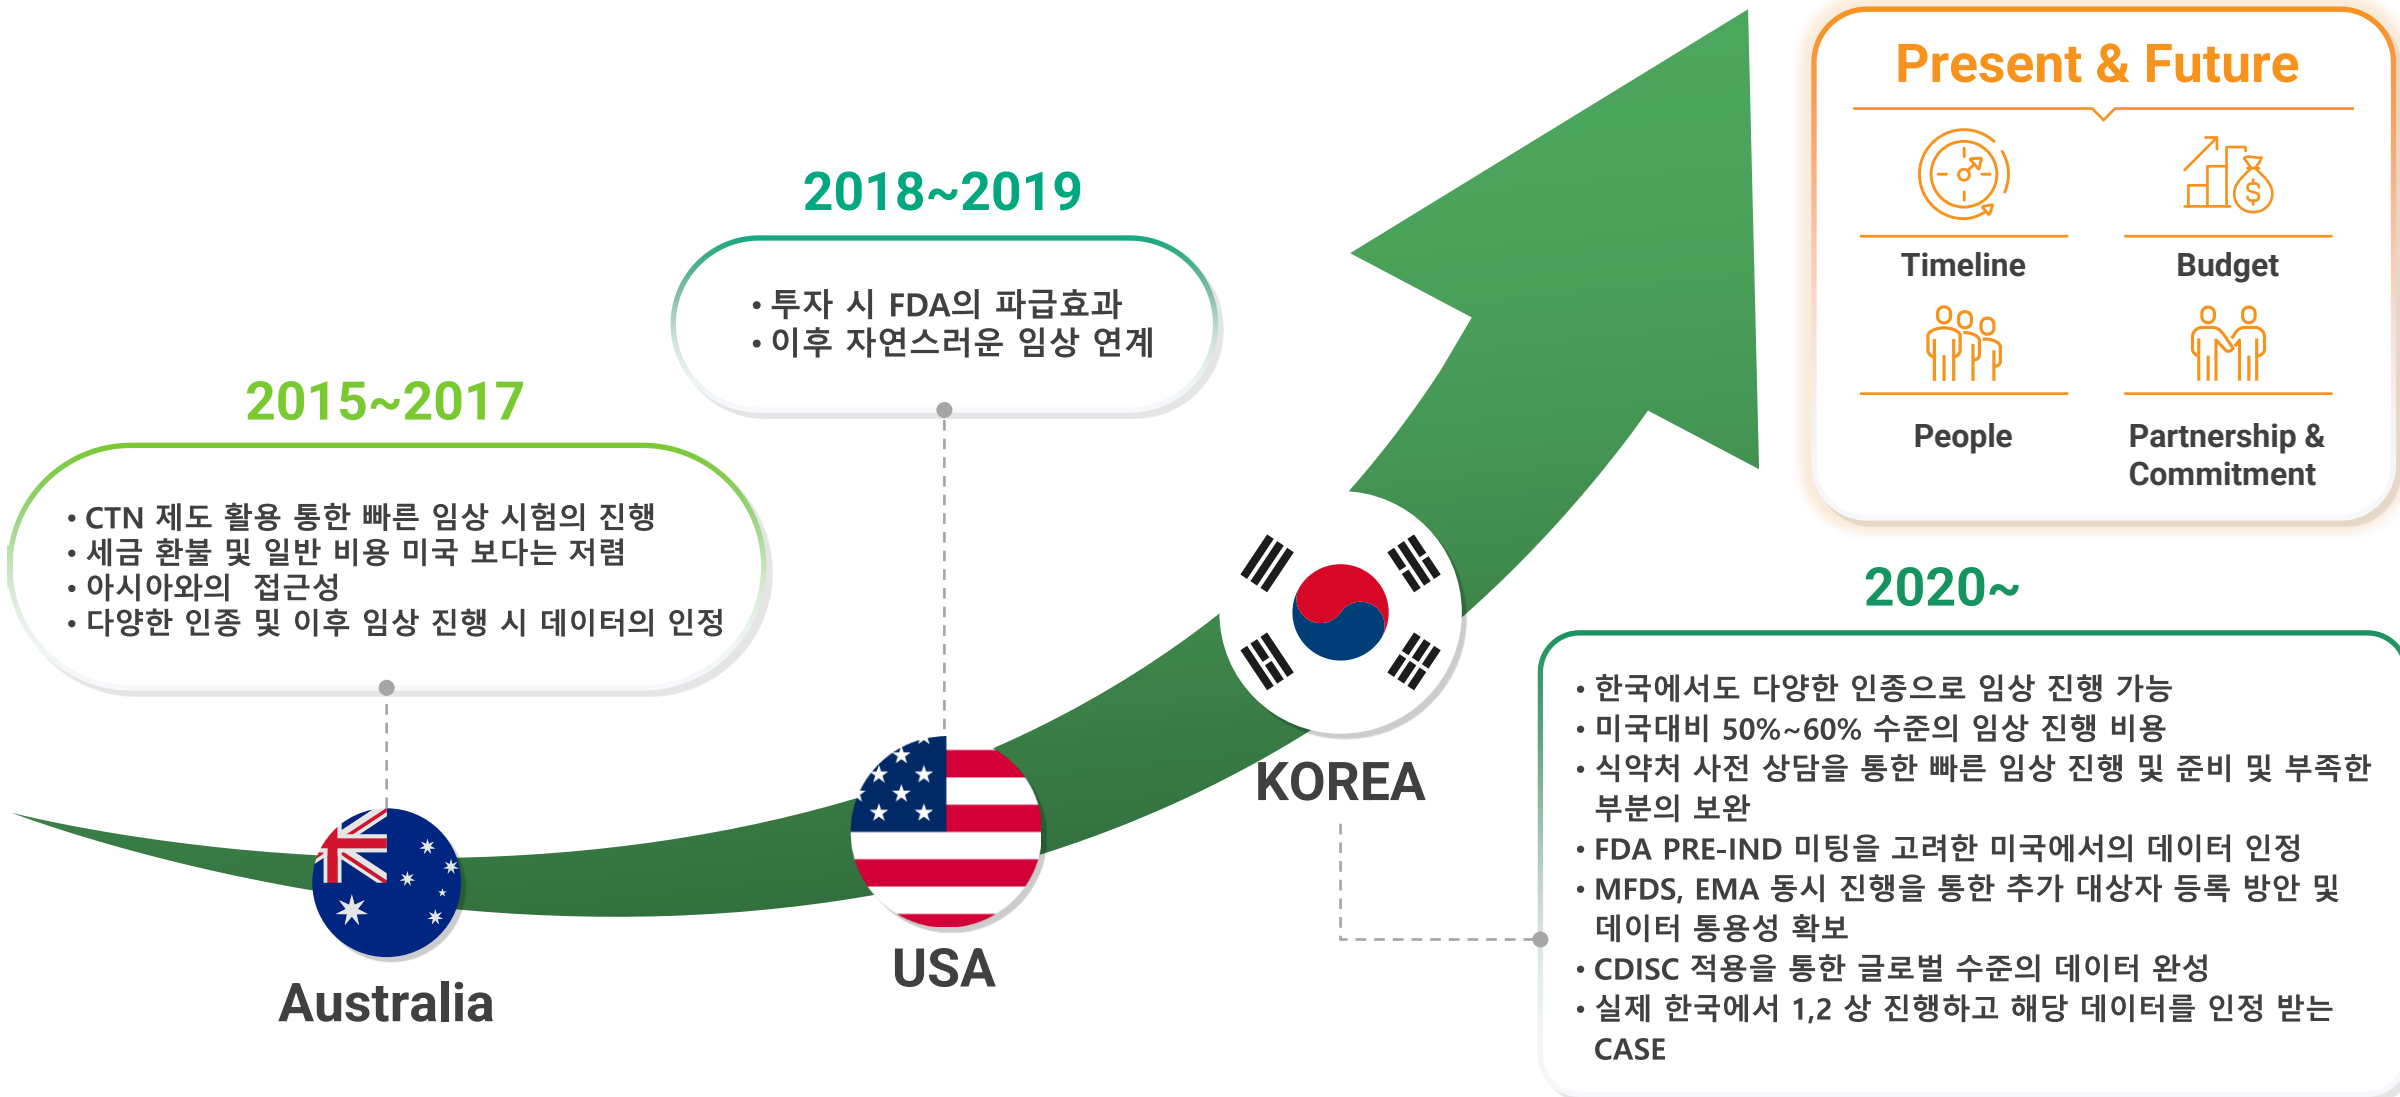 2015~2017
• CTN 제도 활용 통한 빠른 임상 시험의 진행
• 세금 환불 및 일반 비용 미국 보다는 저렴
• 아시아와의 접근성
• 다양한 인종 및 이후 임상 진행 시 데이터의 인정
Australia
2018~2019
• 투자 시 FDA의 파급효과
• 이후 자연스러운 임상 연계
USA
KOREA
2020~
• 한국에서도 다양한 인종으로 임상 진행 가능
• 미국대비 50%~60% 수준의 임상 진행 비용
• 식약처 사전 상담을 통한 빠른 임상 진행 및 준비 및 부족한
부분의 보완
• FDA PRE-IND 미팅을 고려한 미국에서의 데이터 인정
• MFDS, EMA 동시 진행을 통한 추가 대상자 등록 방안 및
데이터 통용성 확보
• CDISC 적용을 통한 글로벌 수준의 데이터 완성
• 실제 한국에서 1,2 상 진행하고 해당 데이터를 인정 받는
CASE
Present & Future
Timeline
Budget
$
People
Partnership &
Commitment